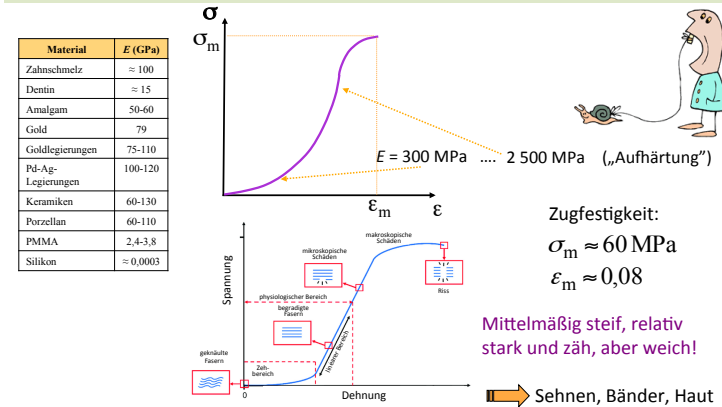 Material E (GPa)
Zahnschmelz ≈ 100
Dentin ≈ 15
Amalgam 50-60
Gold 79
Goldlegierungen 75-110
Pd-Ag-
Legierungen 100-120
Keramiken 60-130
Porzellan 60-110
PMMA 2,4-3,8
Silikon ≈ 0,0003
σ
σm
εm
ε
E = 300 MPa .... 2 500 MPa („Aufhärtung”)
Spannung
Dehnung
0
geknäulte
Fasern
Zeh-
bereich
begradigte
Fasern
physiologischer Bereich
linearer Bereich
mikroskopische
Schäden
makroskopische
Schäden
Riss
Zugfestigkeit:
σm ≈ 60 MPa
εm ≈ 0,08
Mittelmäßig steif, relativ
stark und zäh, aber weich!
Sehnen, Bänder, Haut